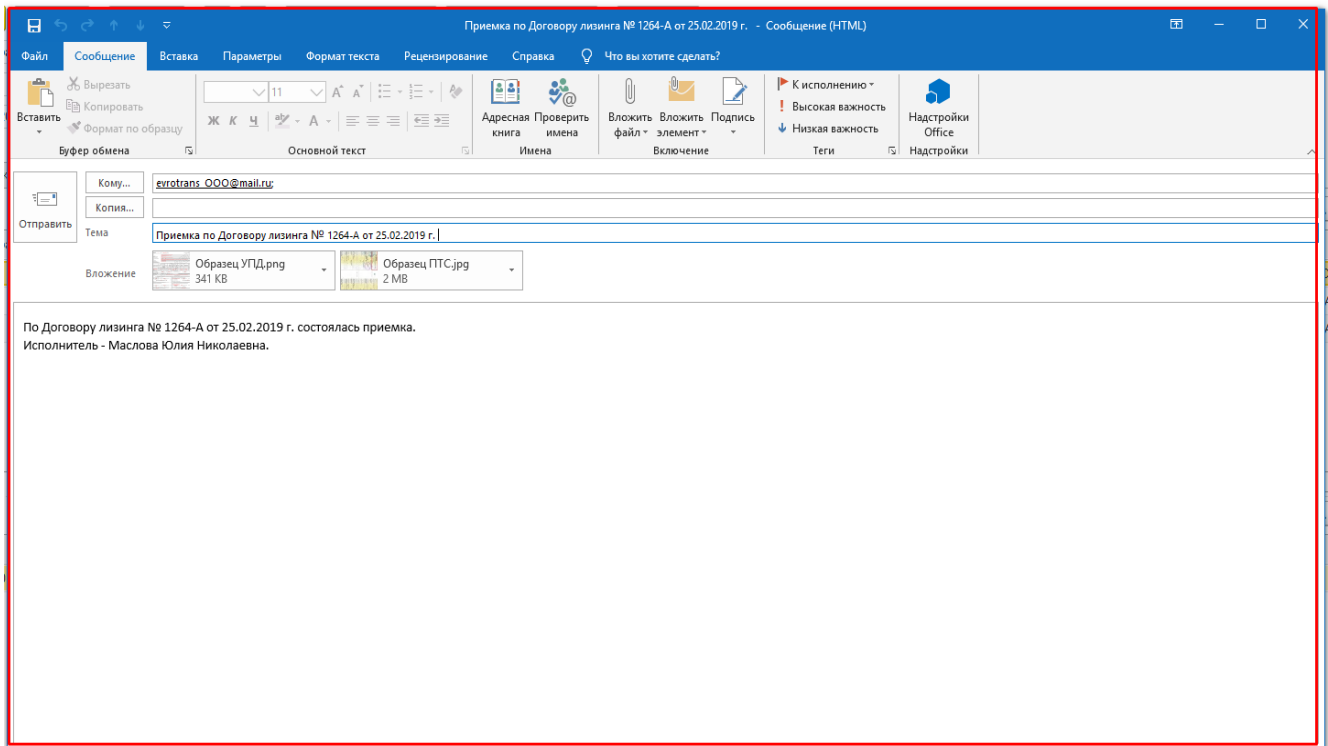 Приемка по Договору лизинга № 1264-А от 25.02.2019 г. - Сообщение (HTML)
Файл Сообщение Вставка Параметры Формат текста Рецензирование Справка Что вы хотите сделать?
Вставить
Вырезать
Копировать
Формат по образцу
Буфер обмена
11
Ж К Ч
Основной текст
Адресная книга
Проверить имена
Имена
Вложить файл
Вложить элемент
Подпись
Включение
К исполнению
Высокая важность
Низкая важность
Теги
Надстройки Office
Надстройки
Отправить
Кому... evrotrans_OOO@mail.ru;
Копия...
Тема Приемка по Договору лизинга № 1264-А от 25.02.2019 г.
Вложение
Образец УПД.png
341 KB
Образец ПТС.jpg
2 MB
По Договору лизинга № 1264-А от 25.02.2019 г. состоялась приемка.
Исполнитель - Маслова Юлия Николаевна.